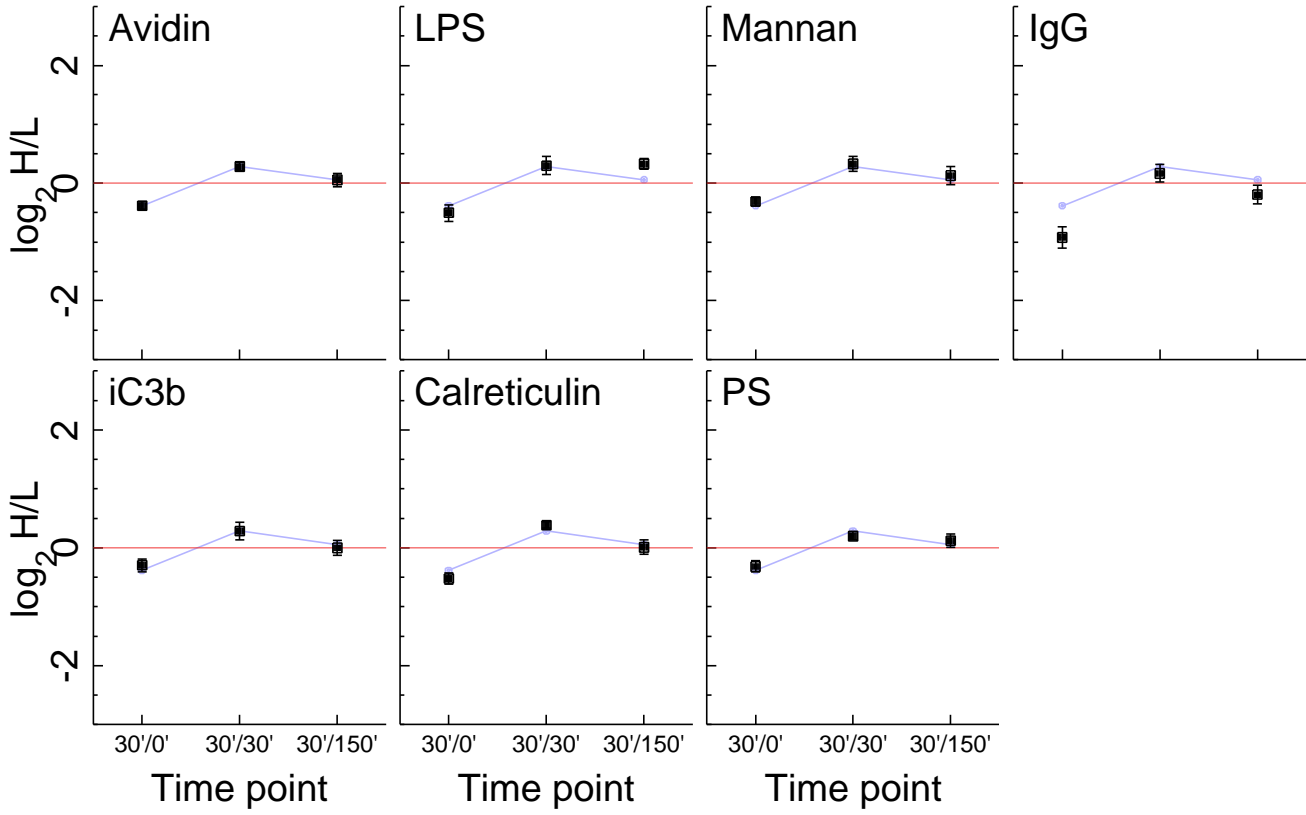 Avidin
LPS
Mannan
IgG
2
0
-2
log2 H/L
iC3b
Calreticulin
PS
2
0
-2
log2 H/L
30'/0' 30'/30' 30'/150'
30'/0' 30'/30' 30'/150'
30'/0' 30'/30' 30'/150'
Time point
Time point
Time point